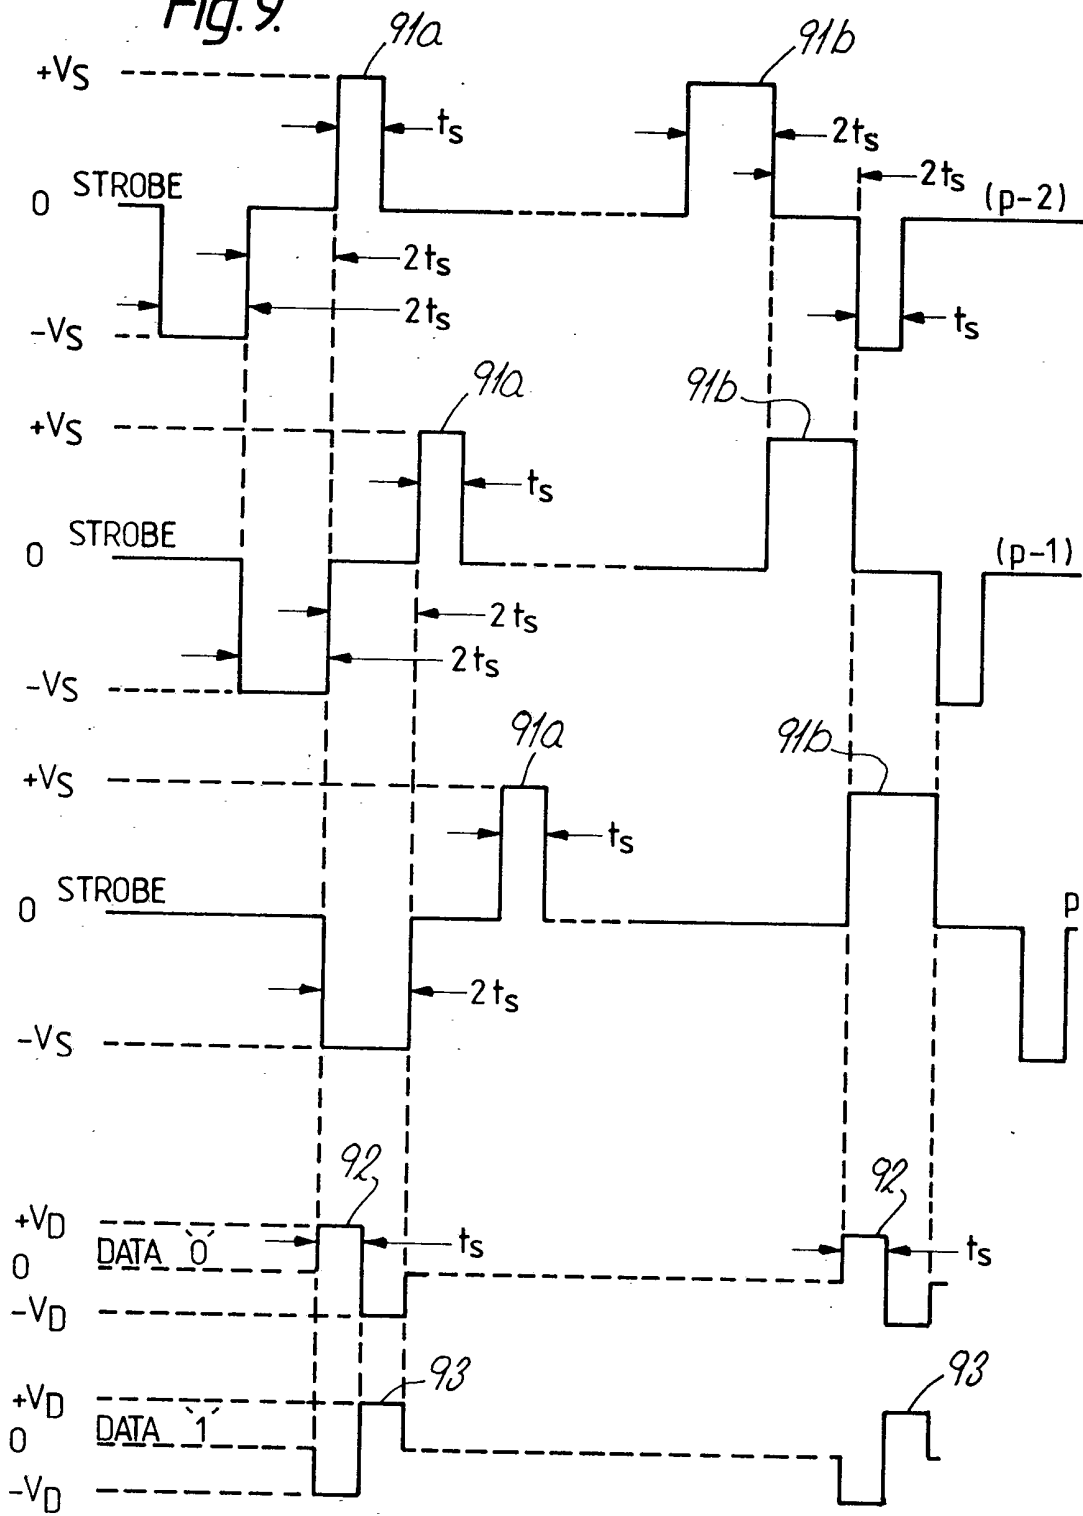 Fig. 9.
91a
91b
+VS
tS
2tS
STROBE
2tS
0
(p-2)
2tS
2tS
tS
-VS
91a
91b
+VS
tS
STROBE
0
(p-1)
2tS
2tS
-VS
91a
91b
+VS
tS
STROBE
0
p
2tS
-VS
92
92
+VD
DATA `0´
tS
tS
0
-VD
93
93
+VD
DATA `1´
0
-VD